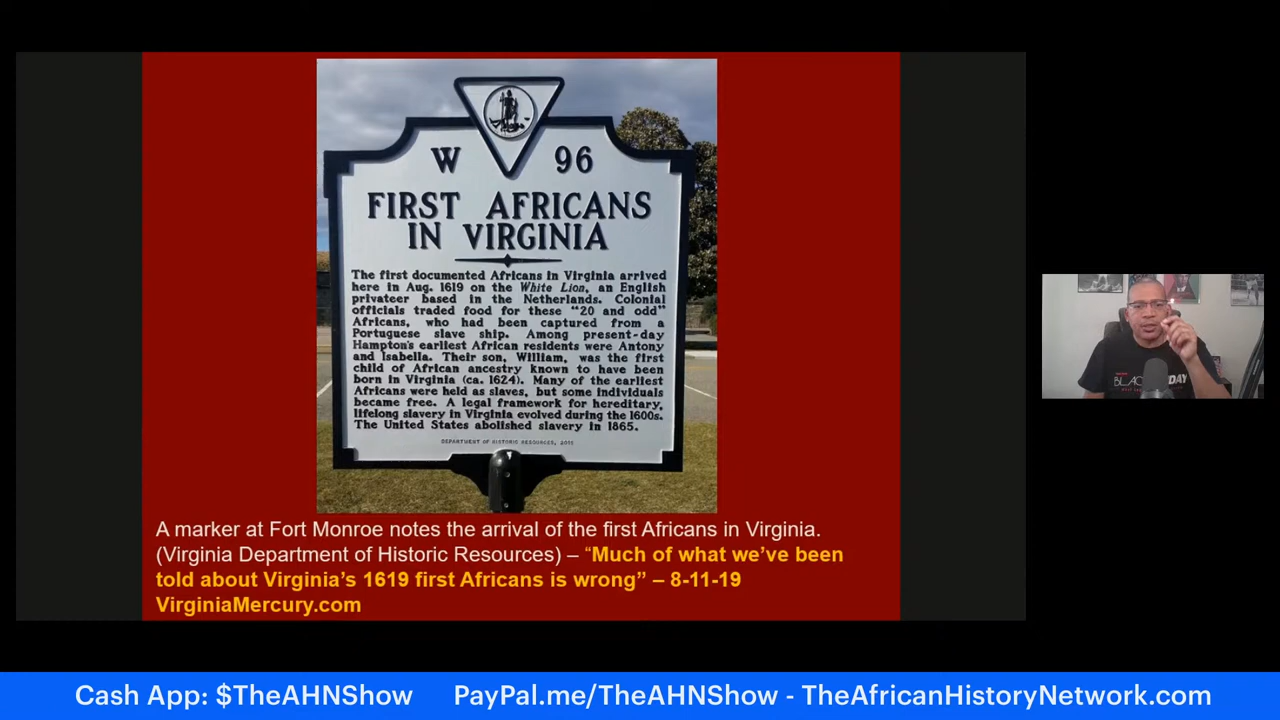 W 96
FIRST AFRICANS
IN VIRGINIA
The first documented Africans in Virginia arrived
here in Aug. 1619 on the White Lion, an English
privateer based in the Netherlands. Colonial
officials traded food for these "20 and odd"
Africans, who had been captured from a
Portuguese slave ship. Among present-day
Hampton's earliest African residents were Antony
and Isabella. Their son, William, was the first
child of African ancestry known to have been
born in Virginia (ca. 1624). Many of the earliest
Africans were held as slaves, but some individuals
became free. A legal framework for hereditary,
lifelong slavery in Virginia evolved during the 1600s.
The United States abolished slavery in 1865.
DEPARTMENT OF HISTORIC RESOURCES,
A marker at Fort Monroe notes the arrival of the first Africans in Virginia.
(Virginia Department of Historic Resources) – “Much of what we’ve been
told about Virginia’s 1619 first Africans is wrong” – 8-11-19
VirginiaMercury.com
Cash App: $TheAHNShow PayPal.me/TheAHNShow - TheAfricanHistoryNetwork.com